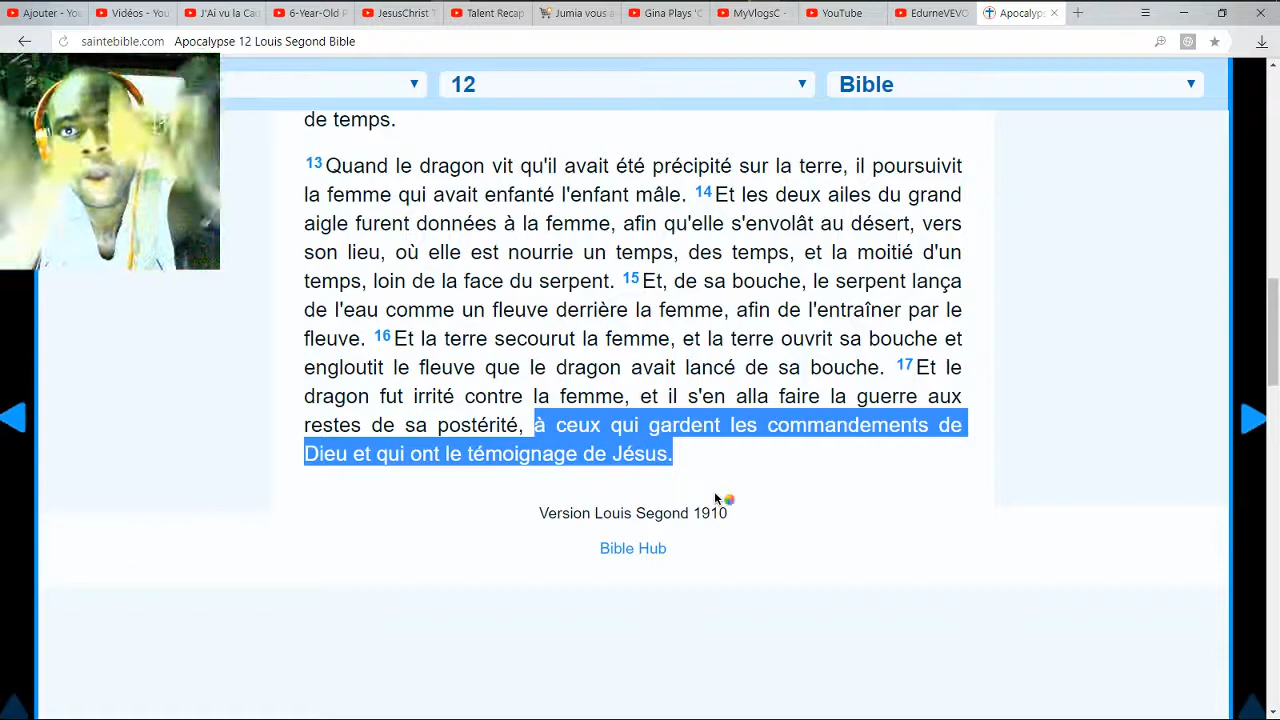 Ajouter - You
Vidéos - You
J'Ai vu la Cau
6-Year-Old P
JesusChrist T
Talent Recap
Jumia vous a
Gina Plays 'C
MyVlogsC -
YouTube
EdurneVEVO
Apocalyps
saintebible.com Apocalypse 12 Louis Segond Bible
12
Bible
de temps.
13 Quand le dragon vit qu'il avait été précipité sur la terre, il poursuivit
la femme qui avait enfanté l'enfant mâle. 14 Et les deux ailes du grand
aigle furent données à la femme, afin qu'elle s'envolât au désert, vers
son lieu, où elle est nourrie un temps, des temps, et la moitié d'un
temps, loin de la face du serpent. 15 Et, de sa bouche, le serpent lança
de l'eau comme un fleuve derrière la femme, afin de l'entraîner par le
fleuve. 16 Et la terre secourut la femme, et la terre ouvrit sa bouche et
engloutit le fleuve que le dragon avait lancé de sa bouche. 17 Et le
dragon fut irrité contre la femme, et il s'en alla faire la guerre aux
restes de sa postérité, à ceux qui gardent les commandements de
Dieu et qui ont le témoignage de Jésus.
Version Louis Segond 1910
Bible Hub